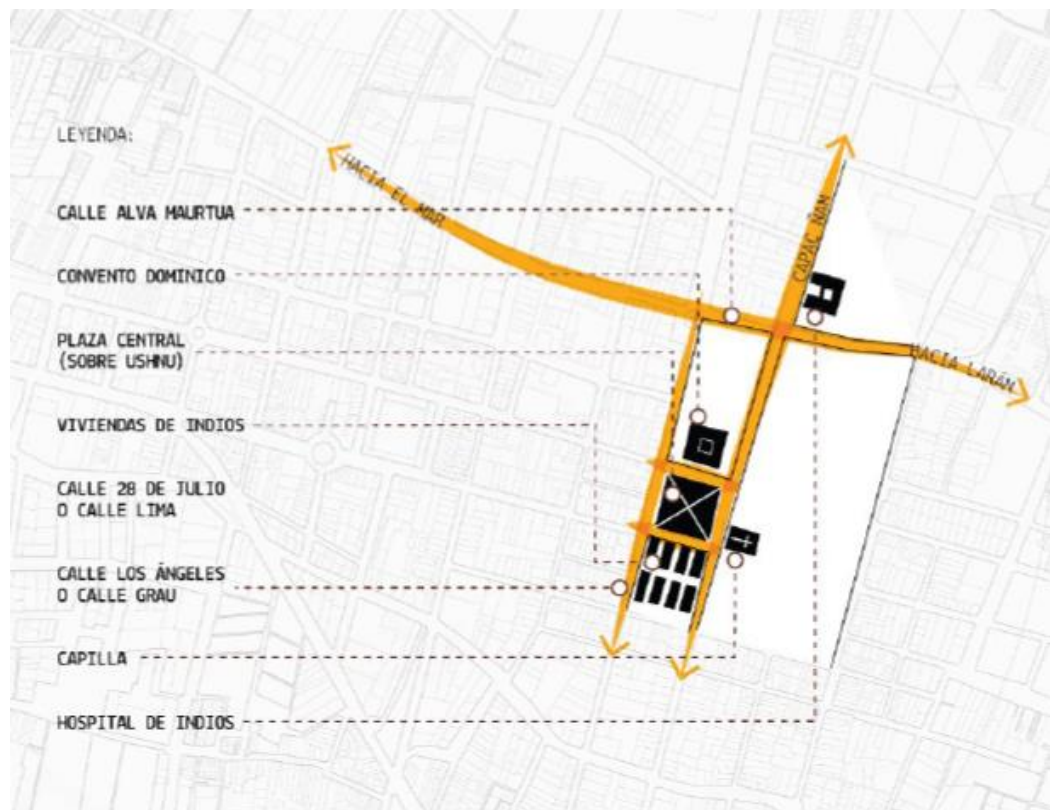 LEYENDA:
HACIA EL MAR
CAPAC ÑAN
CALLE ALVA MAURTUA
CONVENTO DOMINICO
PLAZA CENTRAL
(SOBRE USHNU)
HACIA LARÁN
VIVIENDAS DE INDIOS
CALLE 28 DE JULIO
O CALLE LIMA
CALLE LOS ÁNGELES
O CALLE GRAU
CAPILLA
HOSPITAL DE INDIOS